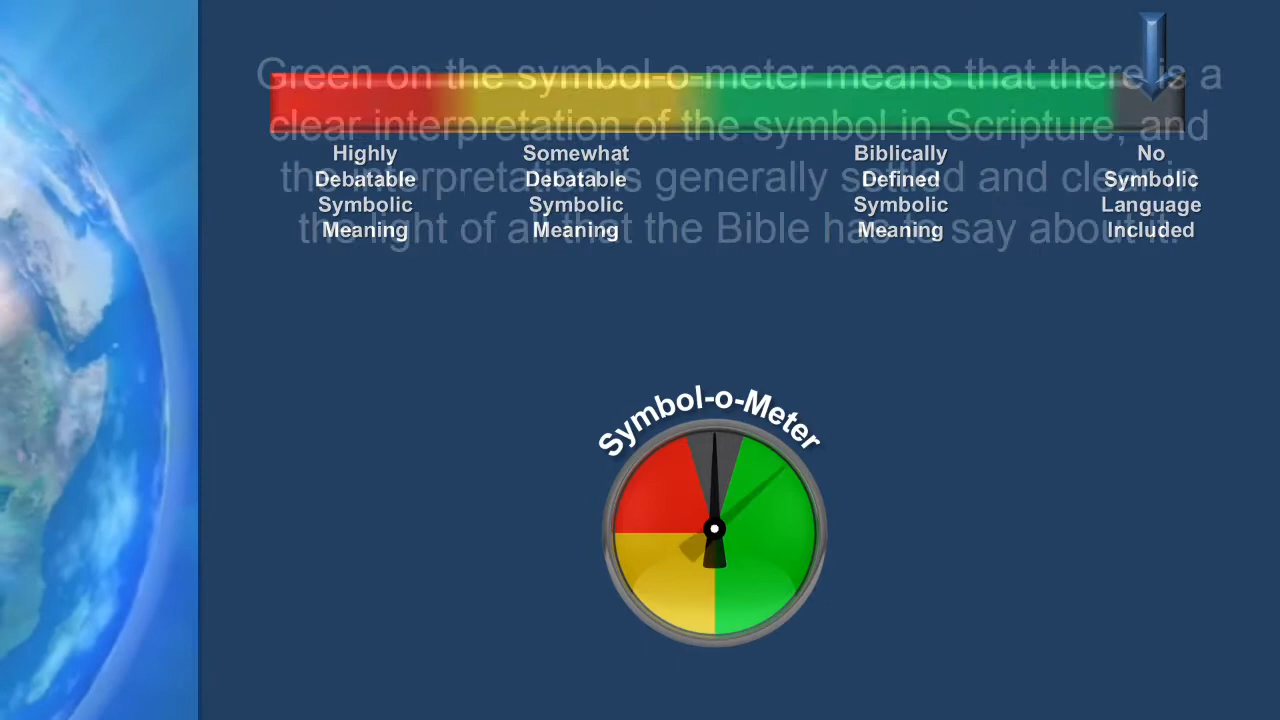 Green on the symbol-o-meter means that there is a
clear interpretation of the symbol in Scripture, and
the interpretation is generally settled and clear in
the light of all that the Bible has to say about it.
Highly
Debatable
Symbolic
Meaning
Somewhat
Debatable
Symbolic
Meaning
Biblically
Defined
Symbolic
Meaning
No
Symbolic
Language
Included
Symbol-o-Meter